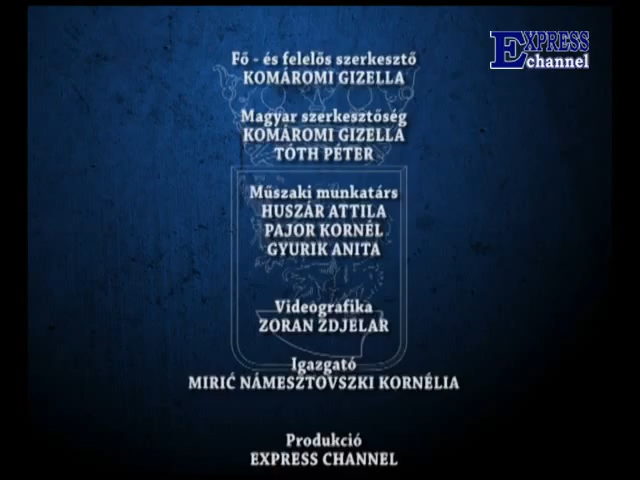 EXPRESS
channel
Fő - és felelős szerkesztő
KOMÁROMI GIZELLA
Magyar szerkesztőség
KOMÁROMI GIZELLA
TÓTH PÉTER
Műszaki munkatárs
HUSZÁR ATTILA
PAJOR KORNÉL
GYURIK ANITA
Videografika
ZORAN ZDJELAR
Igazgató
MIRIĆ NÁMESZTOVSZKI KORNÉLIA
Produkció
EXPRESS CHANNEL